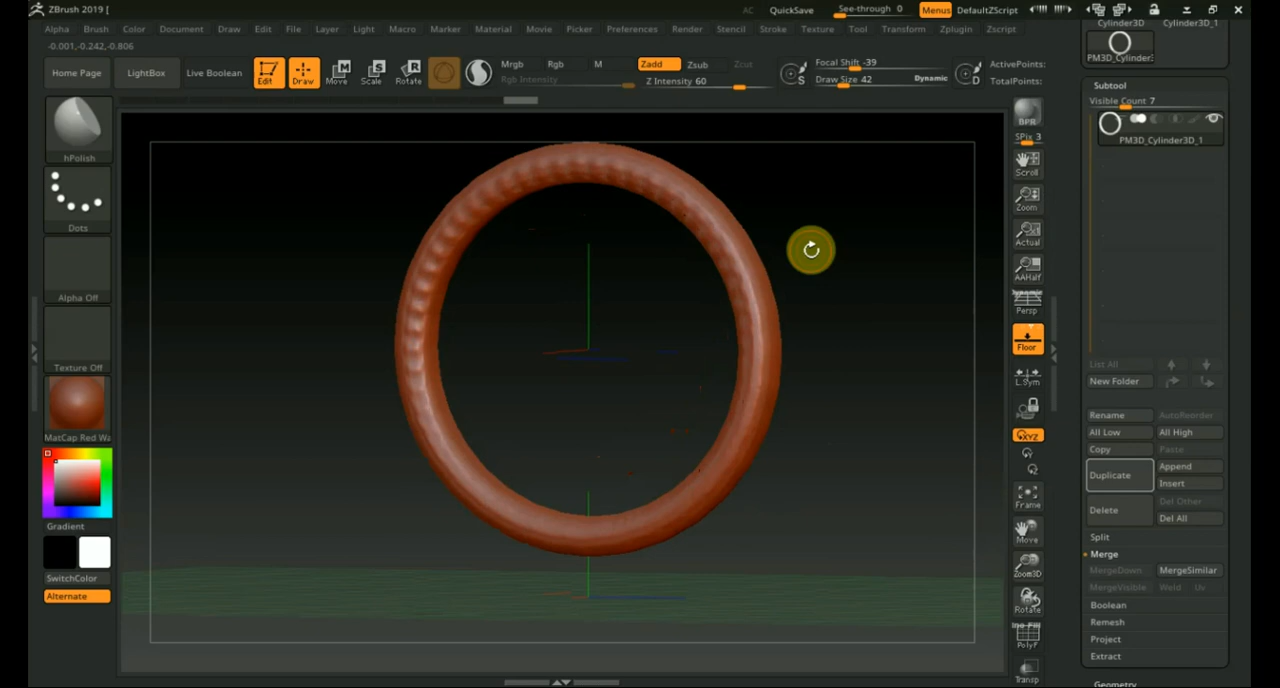 ZBrush 2019 [
AC QuickSave See-through 0 Menus DefaultZScript
Alpha Brush Color Document Draw Edit File Layer Light Macro Marker Material Movie Picker Preferences Render Stencil Stroke Texture Tool Transform Zplugin Zscript
-0.001,-0.242,-0.806
Home Page LightBox Live Boolean Edit Draw Move Scale Rotate
Mrgb Rgb M Zadd Zsub Zcut
Rgb Intensity Z Intensity 60
Focal Shift -39
Draw Size 42 Dynamic
ActivePoints:
TotalPoints:
hPolish
Dots
Alpha Off
Texture Off
MatCap Red Wa
Gradient
SwitchColor
Alternate
BPR
SPix 3
Scroll
Zoom
Actual
AAHalf
Dynamic
Persp
Floor
L.Sym
XYZ
Frame
Move
Zoom3D
Rotate
PolyF
Transp
Cylinder3D Cylinder3D_1
PM3D_Cylinder3
Subtool
Visible Count 7
PM3D_Cylinder3D_1
List All
New Folder
Rename AutoReorder
All Low All High
Copy Paste
Duplicate Append
Insert
Delete Del Other
Del All
Split
Merge
MergeDown MergeSimilar
MergeVisible Weld Uv
Boolean
Remesh
Project
Extract
Geometry